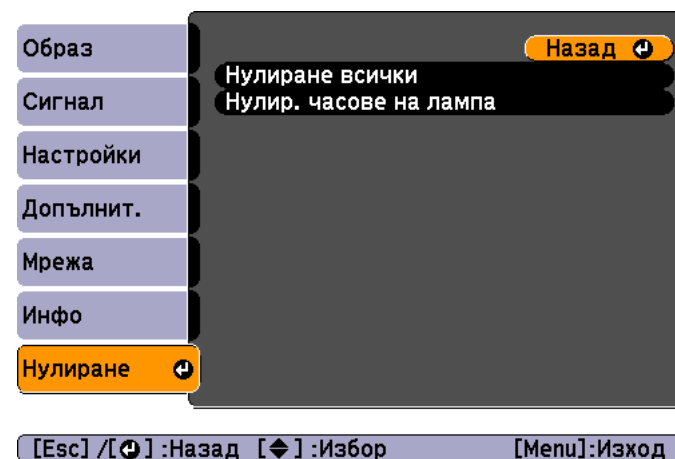 Образ
Сигнал
Настройки
Допълнит.
Мрежа
Инфо
Нулиране
Назад
Нулиране всички
Нулир. часове на лампа
[Esc] /[ ] :Назад [ ] :Избор [Menu]:Изход